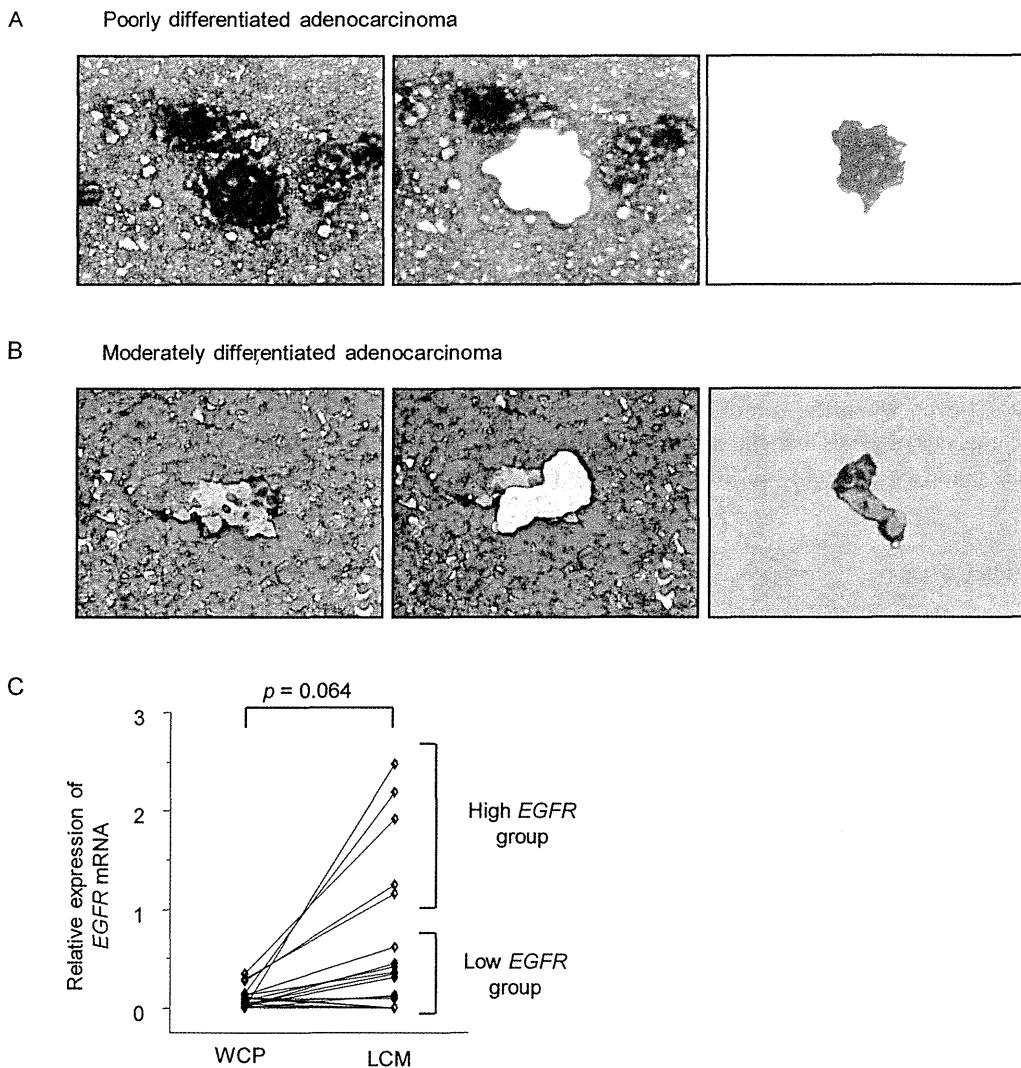 A Poorly differentiated adenocarcinoma
B Moderately differentiated adenocarcinoma
C
p = 0.064
Relative expression of
EGFR mRNA
3
2
1
0
High EGFR
group
Low EGFR
group
WCP LCM